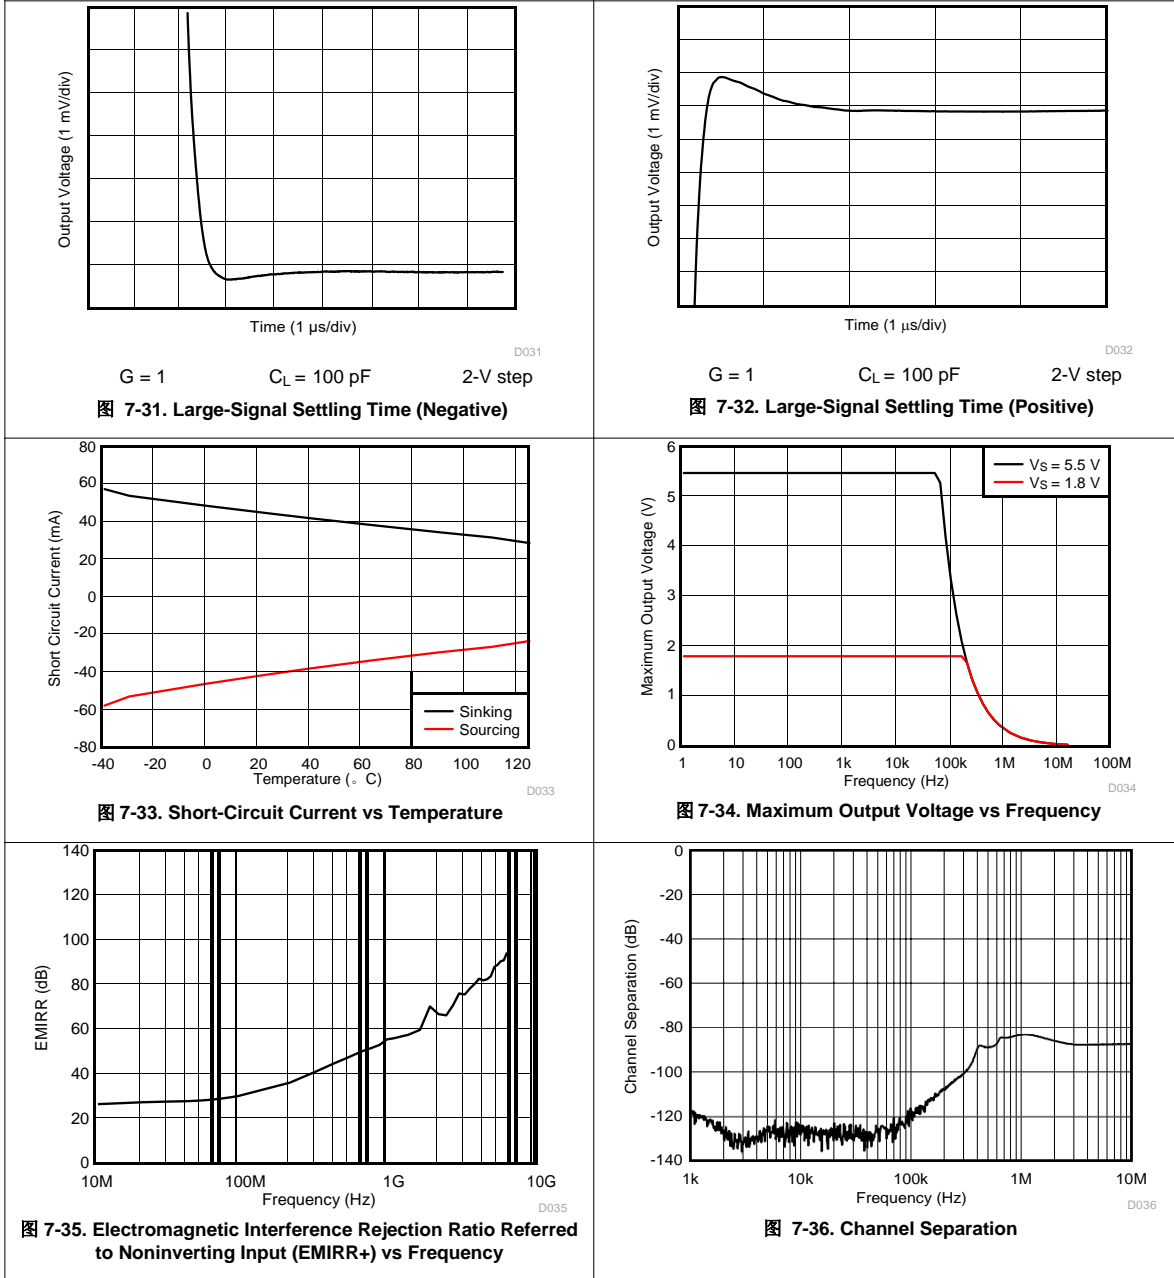 Output Voltage (1 mV/div)
Time (1 μs/div)
D031
G = 1 CL = 100 pF 2-V step
图 7-31. Large-Signal Settling Time (Negative)
Output Voltage (1 mV/div)
Time (1 μs/div)
D032
G = 1 CL = 100 pF 2-V step
图 7-32. Large-Signal Settling Time (Positive)
80
60
40
20
0
-20
-40
-60
-80
Short Circuit Current (mA)
Sinking
Sourcing
-40 -20 0 20 40 60 80 100 120
Temperature (。C)
D033
图 7-33. Short-Circuit Current vs Temperature
6
5
4
3
2
1
0
Maximum Output Voltage (V)
VS = 5.5 V
VS = 1.8 V
1 10 100 1k 10k 100k 1M 10M 100M
Frequency (Hz)
D034
图 7-34. Maximum Output Voltage vs Frequency
140
120
100
80
60
40
20
0
EMIRR (dB)
10M 100M 1G 10G
Frequency (Hz)
D035
图 7-35. Electromagnetic Interference Rejection Ratio Referred
to Noninverting Input (EMIRR+) vs Frequency
0
-20
-40
-60
-80
-100
-120
-140
Channel Separation (dB)
1k 10k 100k 1M 10M
Frequency (Hz)
D036
图 7-36. Channel Separation